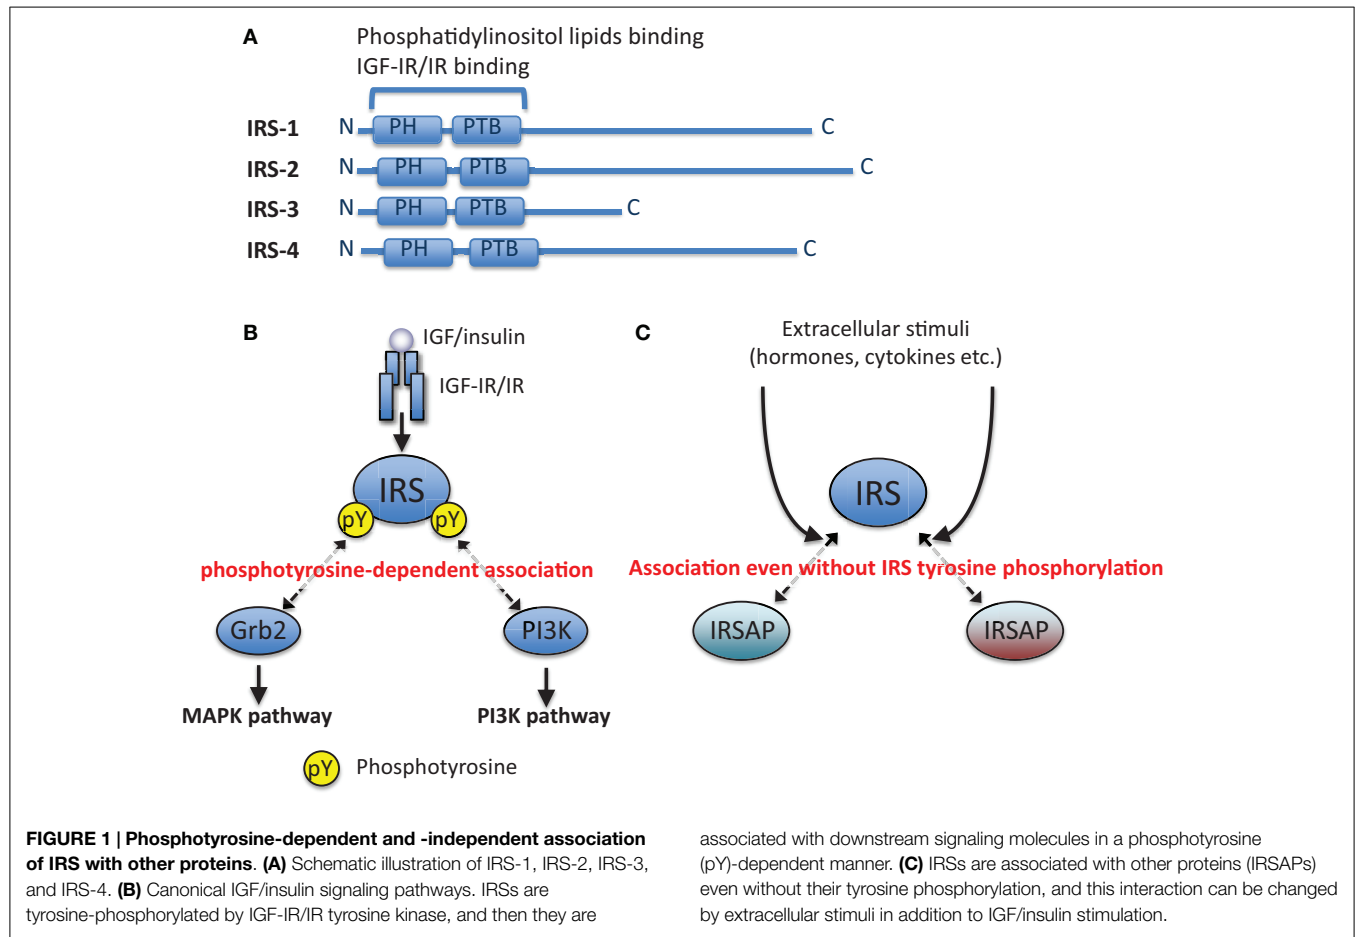 A
Phosphatidylinositol lipids binding
IGF-IR/IR binding
IRS-1 N PH PTB C
IRS-2 N PH PTB C
IRS-3 N PH PTB C
IRS-4 N PH PTB C
B
IGF/insulin
IGF-IR/IR
IRS
pY pY
phosphotyrosine-dependent association
Grb2 PI3K
MAPK pathway PI3K pathway
pY Phosphotyrosine
C
Extracellular stimuli
(hormones, cytokines etc.)
IRS
Association even without IRS tyrosine phosphorylation
IRSAP IRSAP
FIGURE 1 | Phosphotyrosine-dependent and -independent association
of IRS with other proteins. (A) Schematic illustration of IRS-1, IRS-2, IRS-3,
and IRS-4. (B) Canonical IGF/insulin signaling pathways. IRSs are
tyrosine-phosphorylated by IGF-IR/IR tyrosine kinase, and then they are
associated with downstream signaling molecules in a phosphotyrosine
(pY)-dependent manner. (C) IRSs are associated with other proteins (IRSAPs)
even without their tyrosine phosphorylation, and this interaction can be changed
by extracellular stimuli in addition to IGF/insulin stimulation.